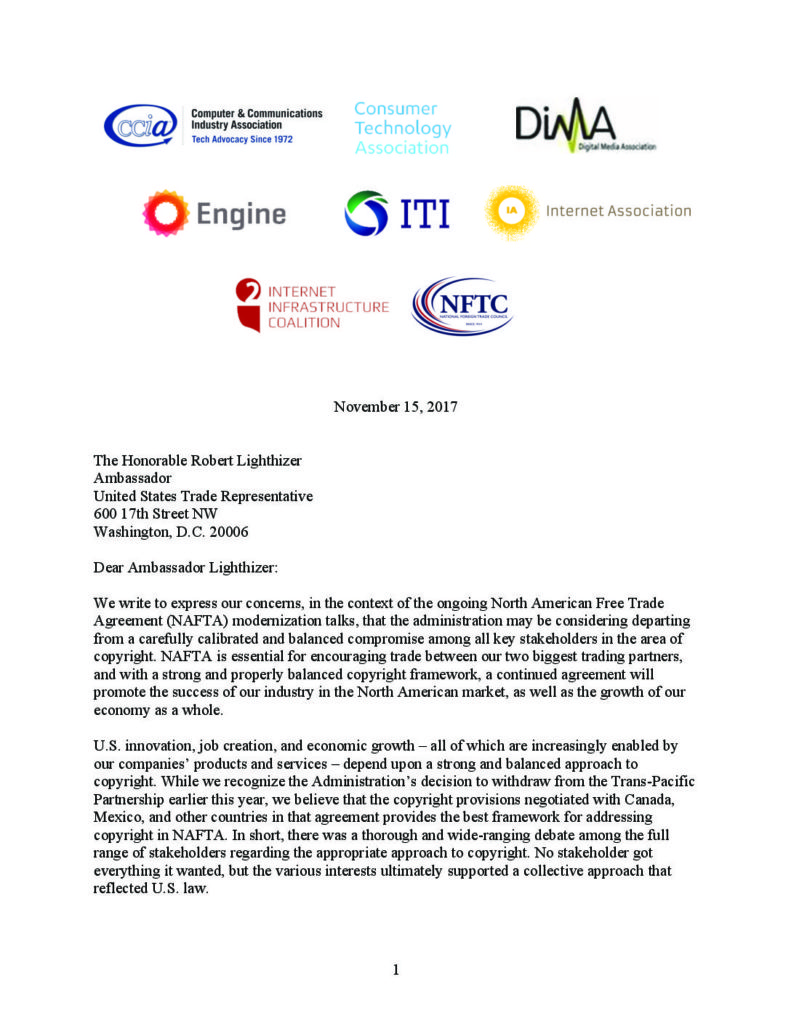 ccia
Computer & Communications
Industry Association
Tech Advocacy Since 1972
Consumer
Technology
Association
DiMA
Digital Media Association
Engine
ITI
IA
Internet Association
2
INTERNET
INFRASTRUCTURE
COALITION
NFTC
NATIONAL FOREIGN TRADE COUNCIL
November 15, 2017
The Honorable Robert Lighthizer
Ambassador
United States Trade Representative
600 17th Street NW
Washington, D.C. 20006
Dear Ambassador Lighthizer:
We write to express our concerns, in the context of the ongoing North American Free Trade
Agreement (NAFTA) modernization talks, that the administration may be considering departing
from a carefully calibrated and balanced compromise among all key stakeholders in the area of
copyright. NAFTA is essential for encouraging trade between our two biggest trading partners,
and with a strong and properly balanced copyright framework, a continued agreement will
promote the success of our industry in the North American market, as well as the growth of our
economy as a whole.
U.S. innovation, job creation, and economic growth – all of which are increasingly enabled by
our companies’ products and services – depend upon a strong and balanced approach to
copyright. While we recognize the Administration’s decision to withdraw from the Trans-Pacific
Partnership earlier this year, we believe that the copyright provisions negotiated with Canada,
Mexico, and other countries in that agreement provides the best framework for addressing
copyright in NAFTA. In short, there was a thorough and wide-ranging debate among the full
range of stakeholders regarding the appropriate approach to copyright. No stakeholder got
everything it wanted, but the various interests ultimately supported a collective approach that
reflected U.S. law.
1